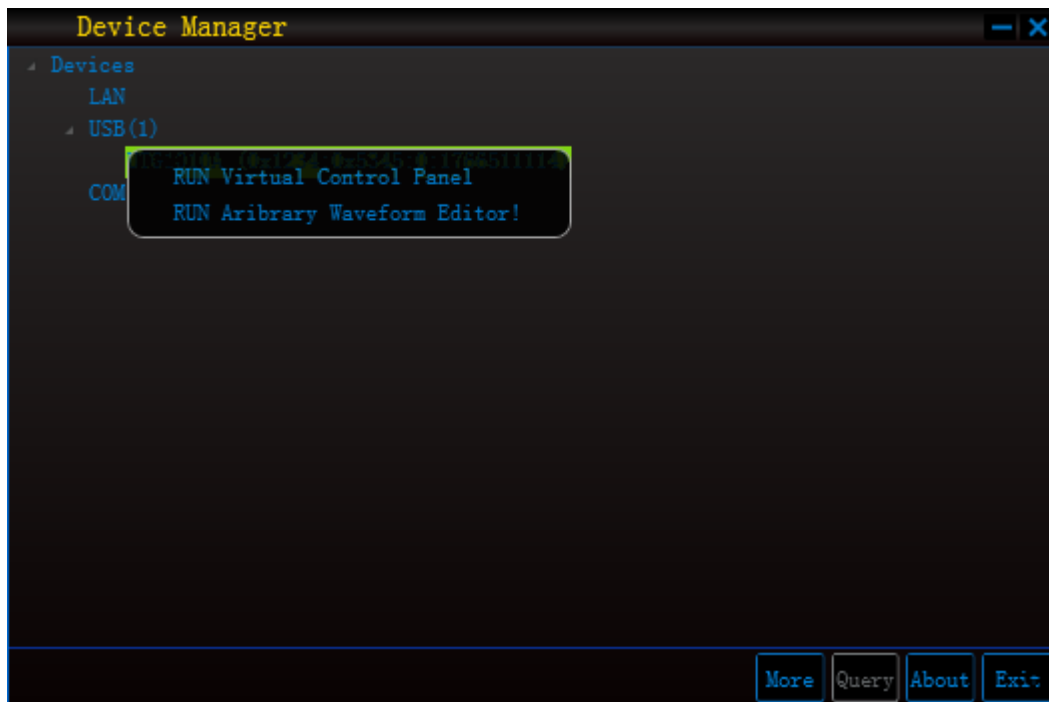 Device Manager
Devices
LAN
USB(1)
RUN Virtual Control Panel
COM
RUN Aribrary Waveform Editor!
More Query About Exit